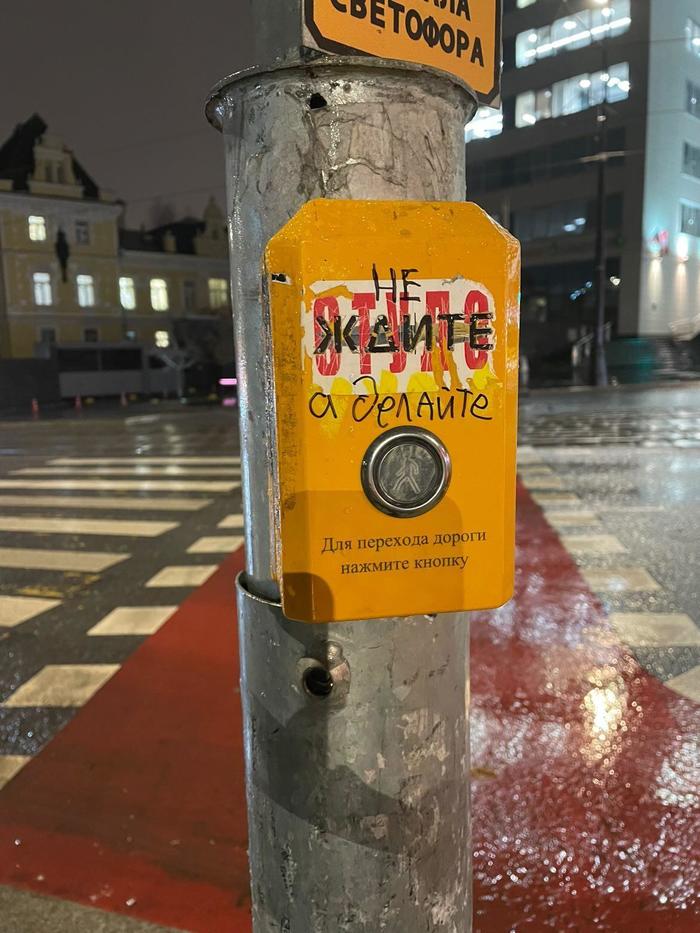 СВЕТОФОРА
НЕ
ЖДИТЕ
а делайте
Для перехода дороги
нажмите кнопку